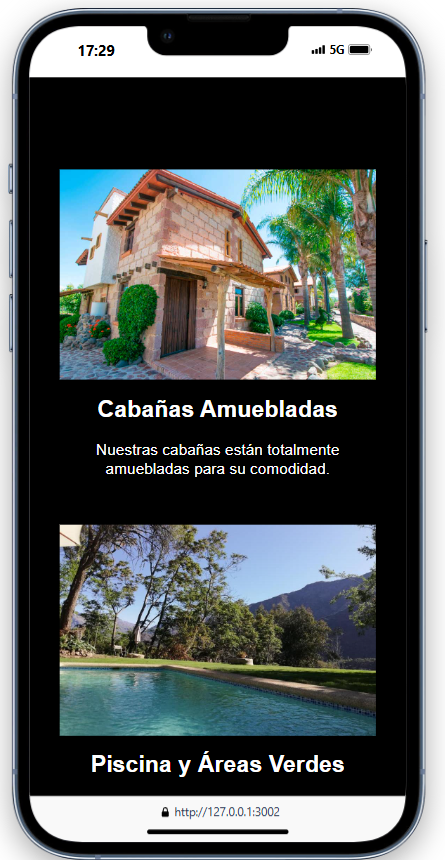 17:29
5G
Cabañas Amuebladas
Nuestras cabañas están totalmente
amuebladas para su comodidad.
Piscina y Áreas Verdes
http://127.0.0.1:3002